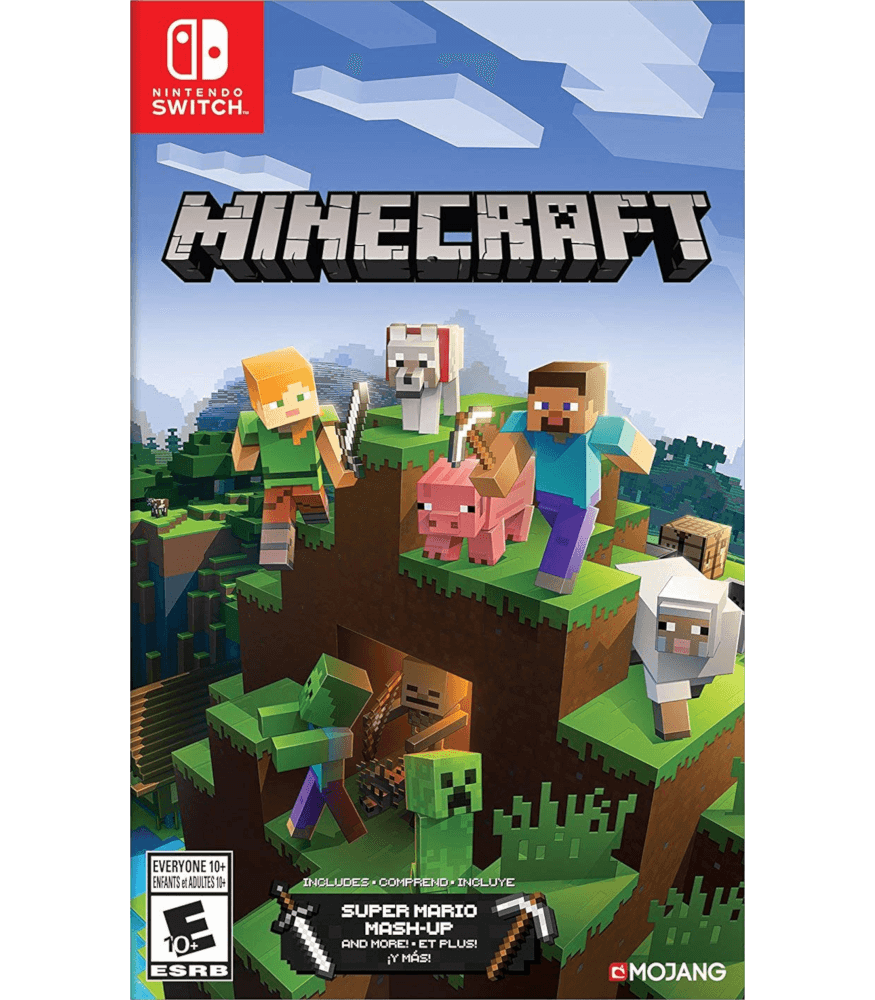 NINTENDO
SWITCH™
MINECRAFT
EVERYONE 10+
ENFANTS et ADULTES 10+
E
10+
ESRB
INCLUDES • COMPREND • INCLUYE
SUPER MARIO
MASH-UP
AND MORE! • ET PLUS!
¡Y MÁS!
MOJANG